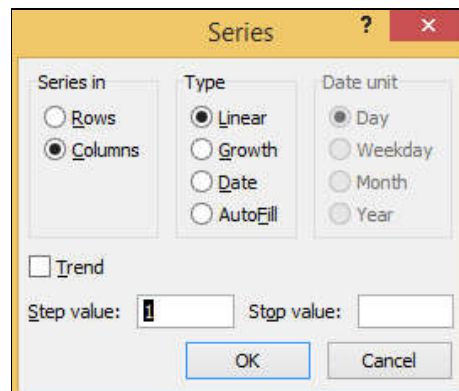 Series ? ×
Series in Type Date unit
Rows Linear Day
Columns Growth Weekday
Date Month
AutoFill Year
Trend
Step value: 1 Stop value:
OK Cancel